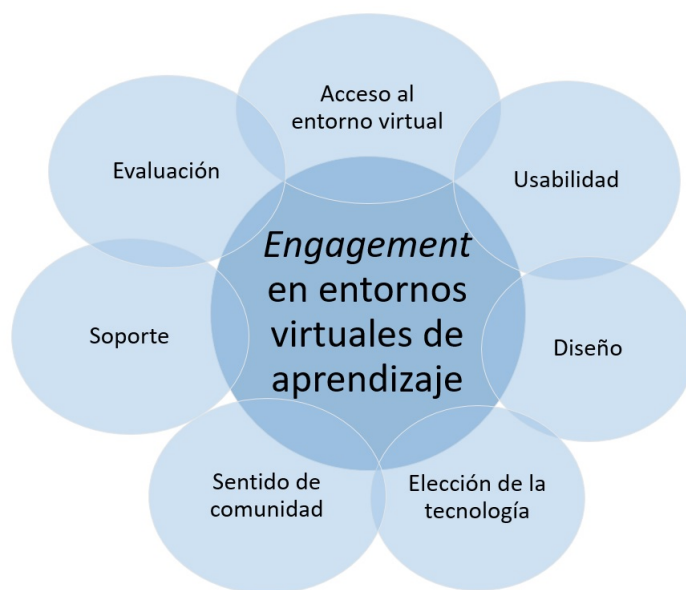 Acceso al
entorno virtual
Usabilidad
Diseño
Elección de la
tecnología
Sentido de
comunidad
Soporte
Evaluación
Engagement
en entornos
virtuales de
aprendizaje